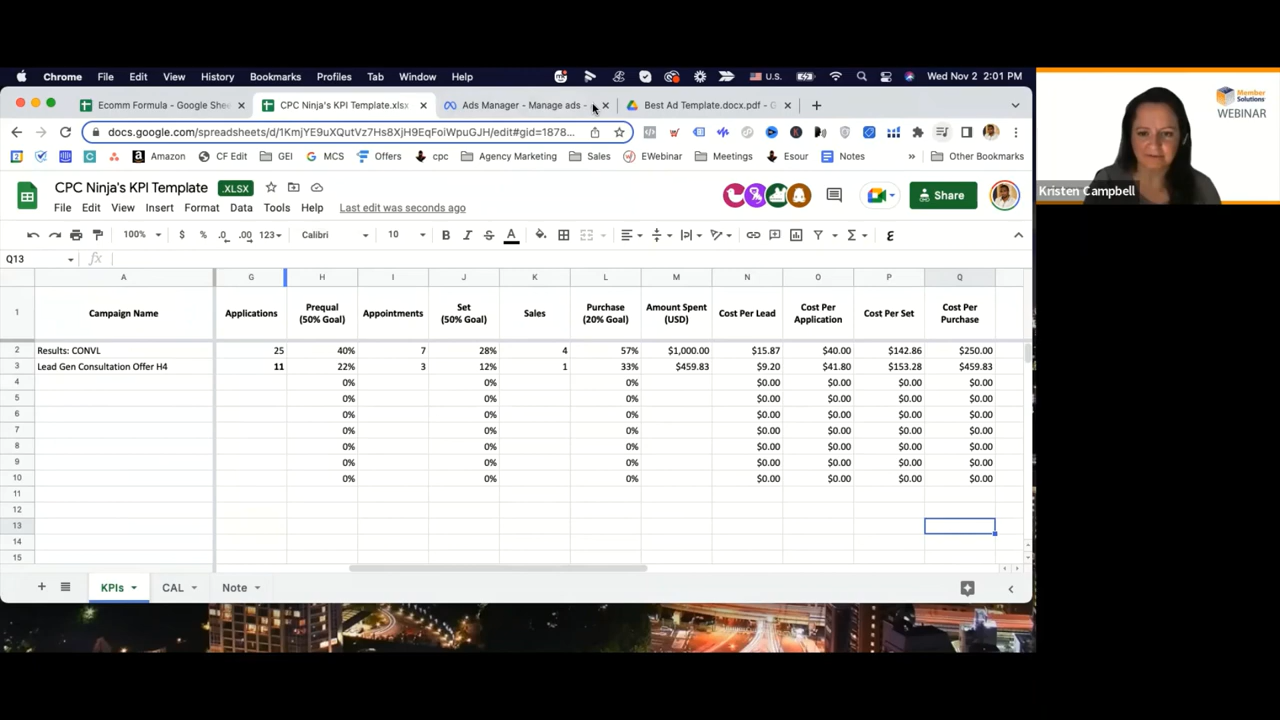 Chrome File Edit View History Bookmarks Profiles Tab Window Help U.S. Wed Nov 2 2:01 PM
Ecomm Formula - Google Shee
CPC Ninja's KPI Template.xlsx
Ads Manager - Manage ads -
Best Ad Template.docx.pdf - G
docs.google.com/spreadsheets/d/1KmjYE9uXQutVz7Hs8XjH9EqFoiWpuGJH/edit#gid=1878...
Amazon CF Edit GEI MCS Offers cpc Agency Marketing Sales EWebinar Meetings Esour Notes » Other Bookmarks
CPC Ninja's KPI Template .XLSX
File Edit View Insert Format Data Tools Help Last edit was seconds ago
Share
100% $ % .0 .00 123 Calibri 10 B I S A
Q13 fx
A G H I J K L M N O P Q
1 Campaign Name Applications Prequal (50% Goal) Appointments Set (50% Goal) Sales Purchase (20% Goal) Amount Spent (USD) Cost Per Lead Cost Per Application Cost Per Set Cost Per Purchase
2 Results: CONVL 25 40% 7 28% 4 57% $1,000.00 $15.87 $40.00 $142.86 $250.00
3 Lead Gen Consultation Offer H4 11 22% 3 12% 1 33% $459.83 $9.20 $41.80 $153.28 $459.83
4 0% 0% 0% $0.00 $0.00 $0.00 $0.00
5 0% 0% 0% $0.00 $0.00 $0.00 $0.00
6 0% 0% 0% $0.00 $0.00 $0.00 $0.00
7 0% 0% 0% $0.00 $0.00 $0.00 $0.00
8 0% 0% 0% $0.00 $0.00 $0.00 $0.00
9 0% 0% 0% $0.00 $0.00 $0.00 $0.00
10 0% 0% 0% $0.00 $0.00 $0.00 $0.00
11
12
13
14
15
KPIs CAL Note
Member Solutions
WEBINAR
Kristen Campbell